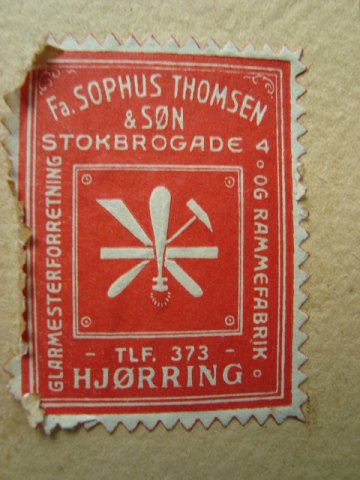 Fa. SOPHUS THOMSEN
& SØN
STOKBROGADE 4
GLARMESTERFORRETNING
OG RAMMEFABRIK
- TLF. 373 -
HJØRRING